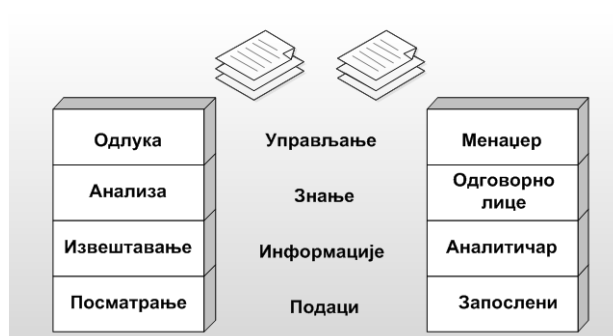 Одлука
Управљање
Менаџер
Анализа
Знање
Одговорно
лице
Извештавање
Информације
Аналитичар
Посматрање
Подаци
Запослени